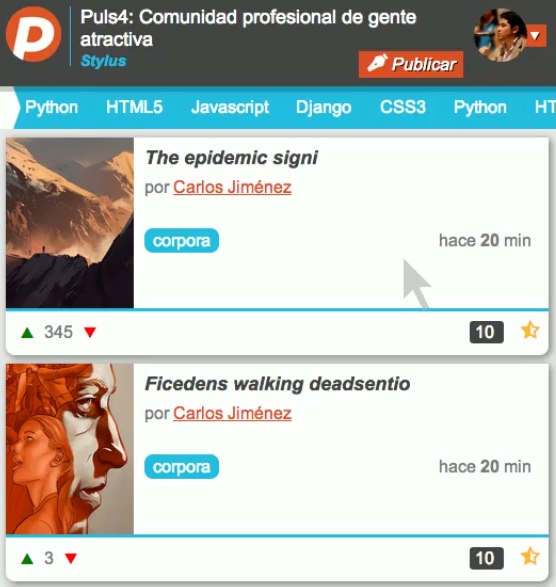 Puls4: Comunidad profesional de gente
atractiva
Stylus
Publicar
Python HTML5 Javascript Django CSS3 Python HT
The epidemic signi
por Carlos Jiménez
corpora hace 20 min
345 10
Ficedens walking deadsentio
por Carlos Jiménez
corpora hace 20 min
3 10